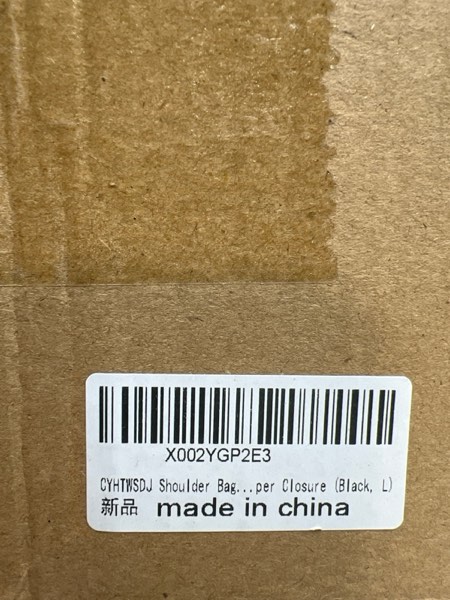 X002YGP2E3
CYHTWSDJ Shoulder Bag...per Closure (Black, L)
新品 made in china